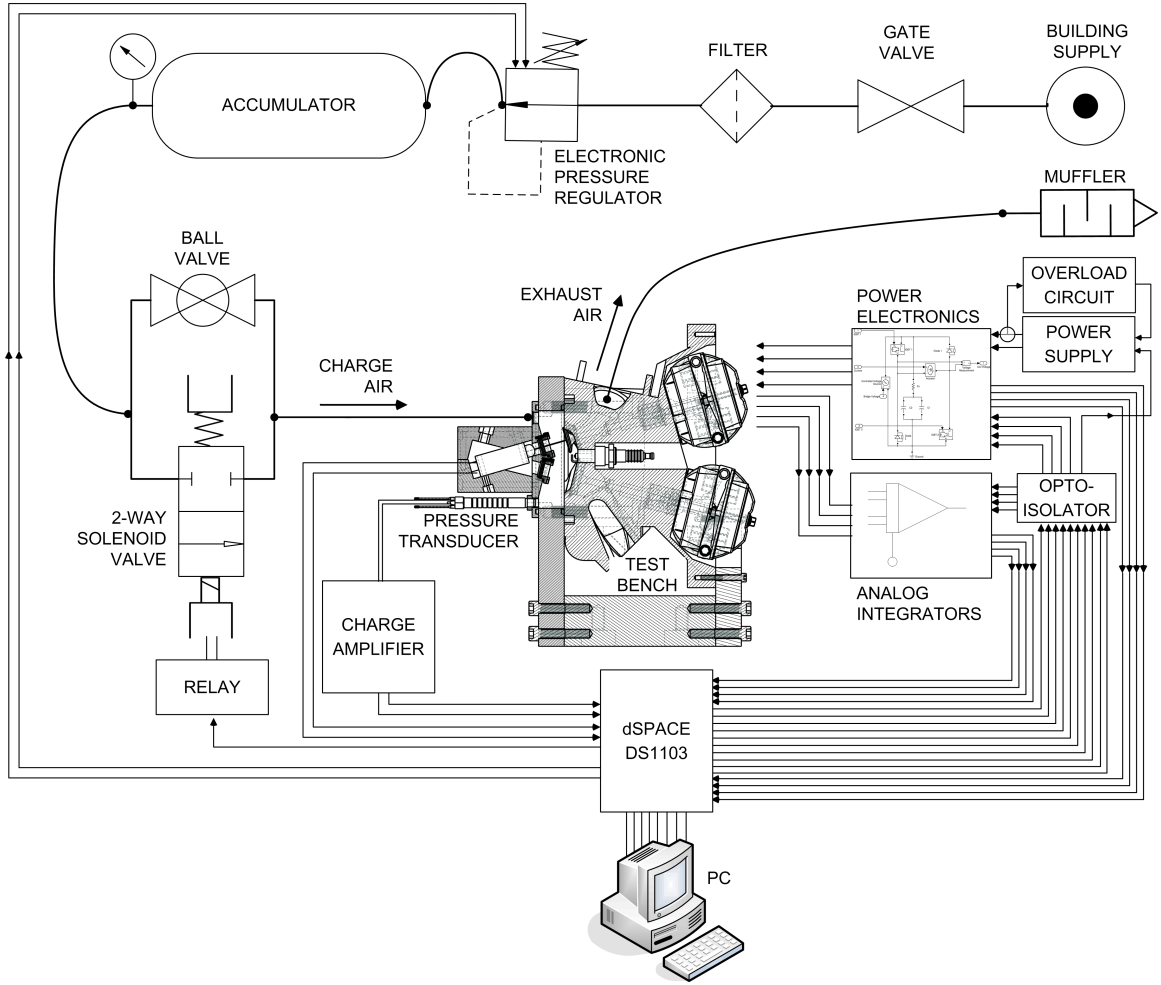 GATE
VALVE
BUILDING
SUPPLY
FILTER
ACCUMULATOR
ELECTRONIC
PRESSURE
REGULATOR
MUFFLER
BALL
VALVE
EXHAUST
AIR
POWER
ELECTRONICS
OVERLOAD
CIRCUIT
POWER
SUPPLY
CHARGE
AIR
2-WAY
SOLENOID
VALVE
PRESSURE
TRANSDUCER
TEST
BENCH
OPTO-
ISOLATOR
ANALOG
INTEGRATORS
CHARGE
AMPLIFIER
RELAY
dSPACE
DS1103
PC